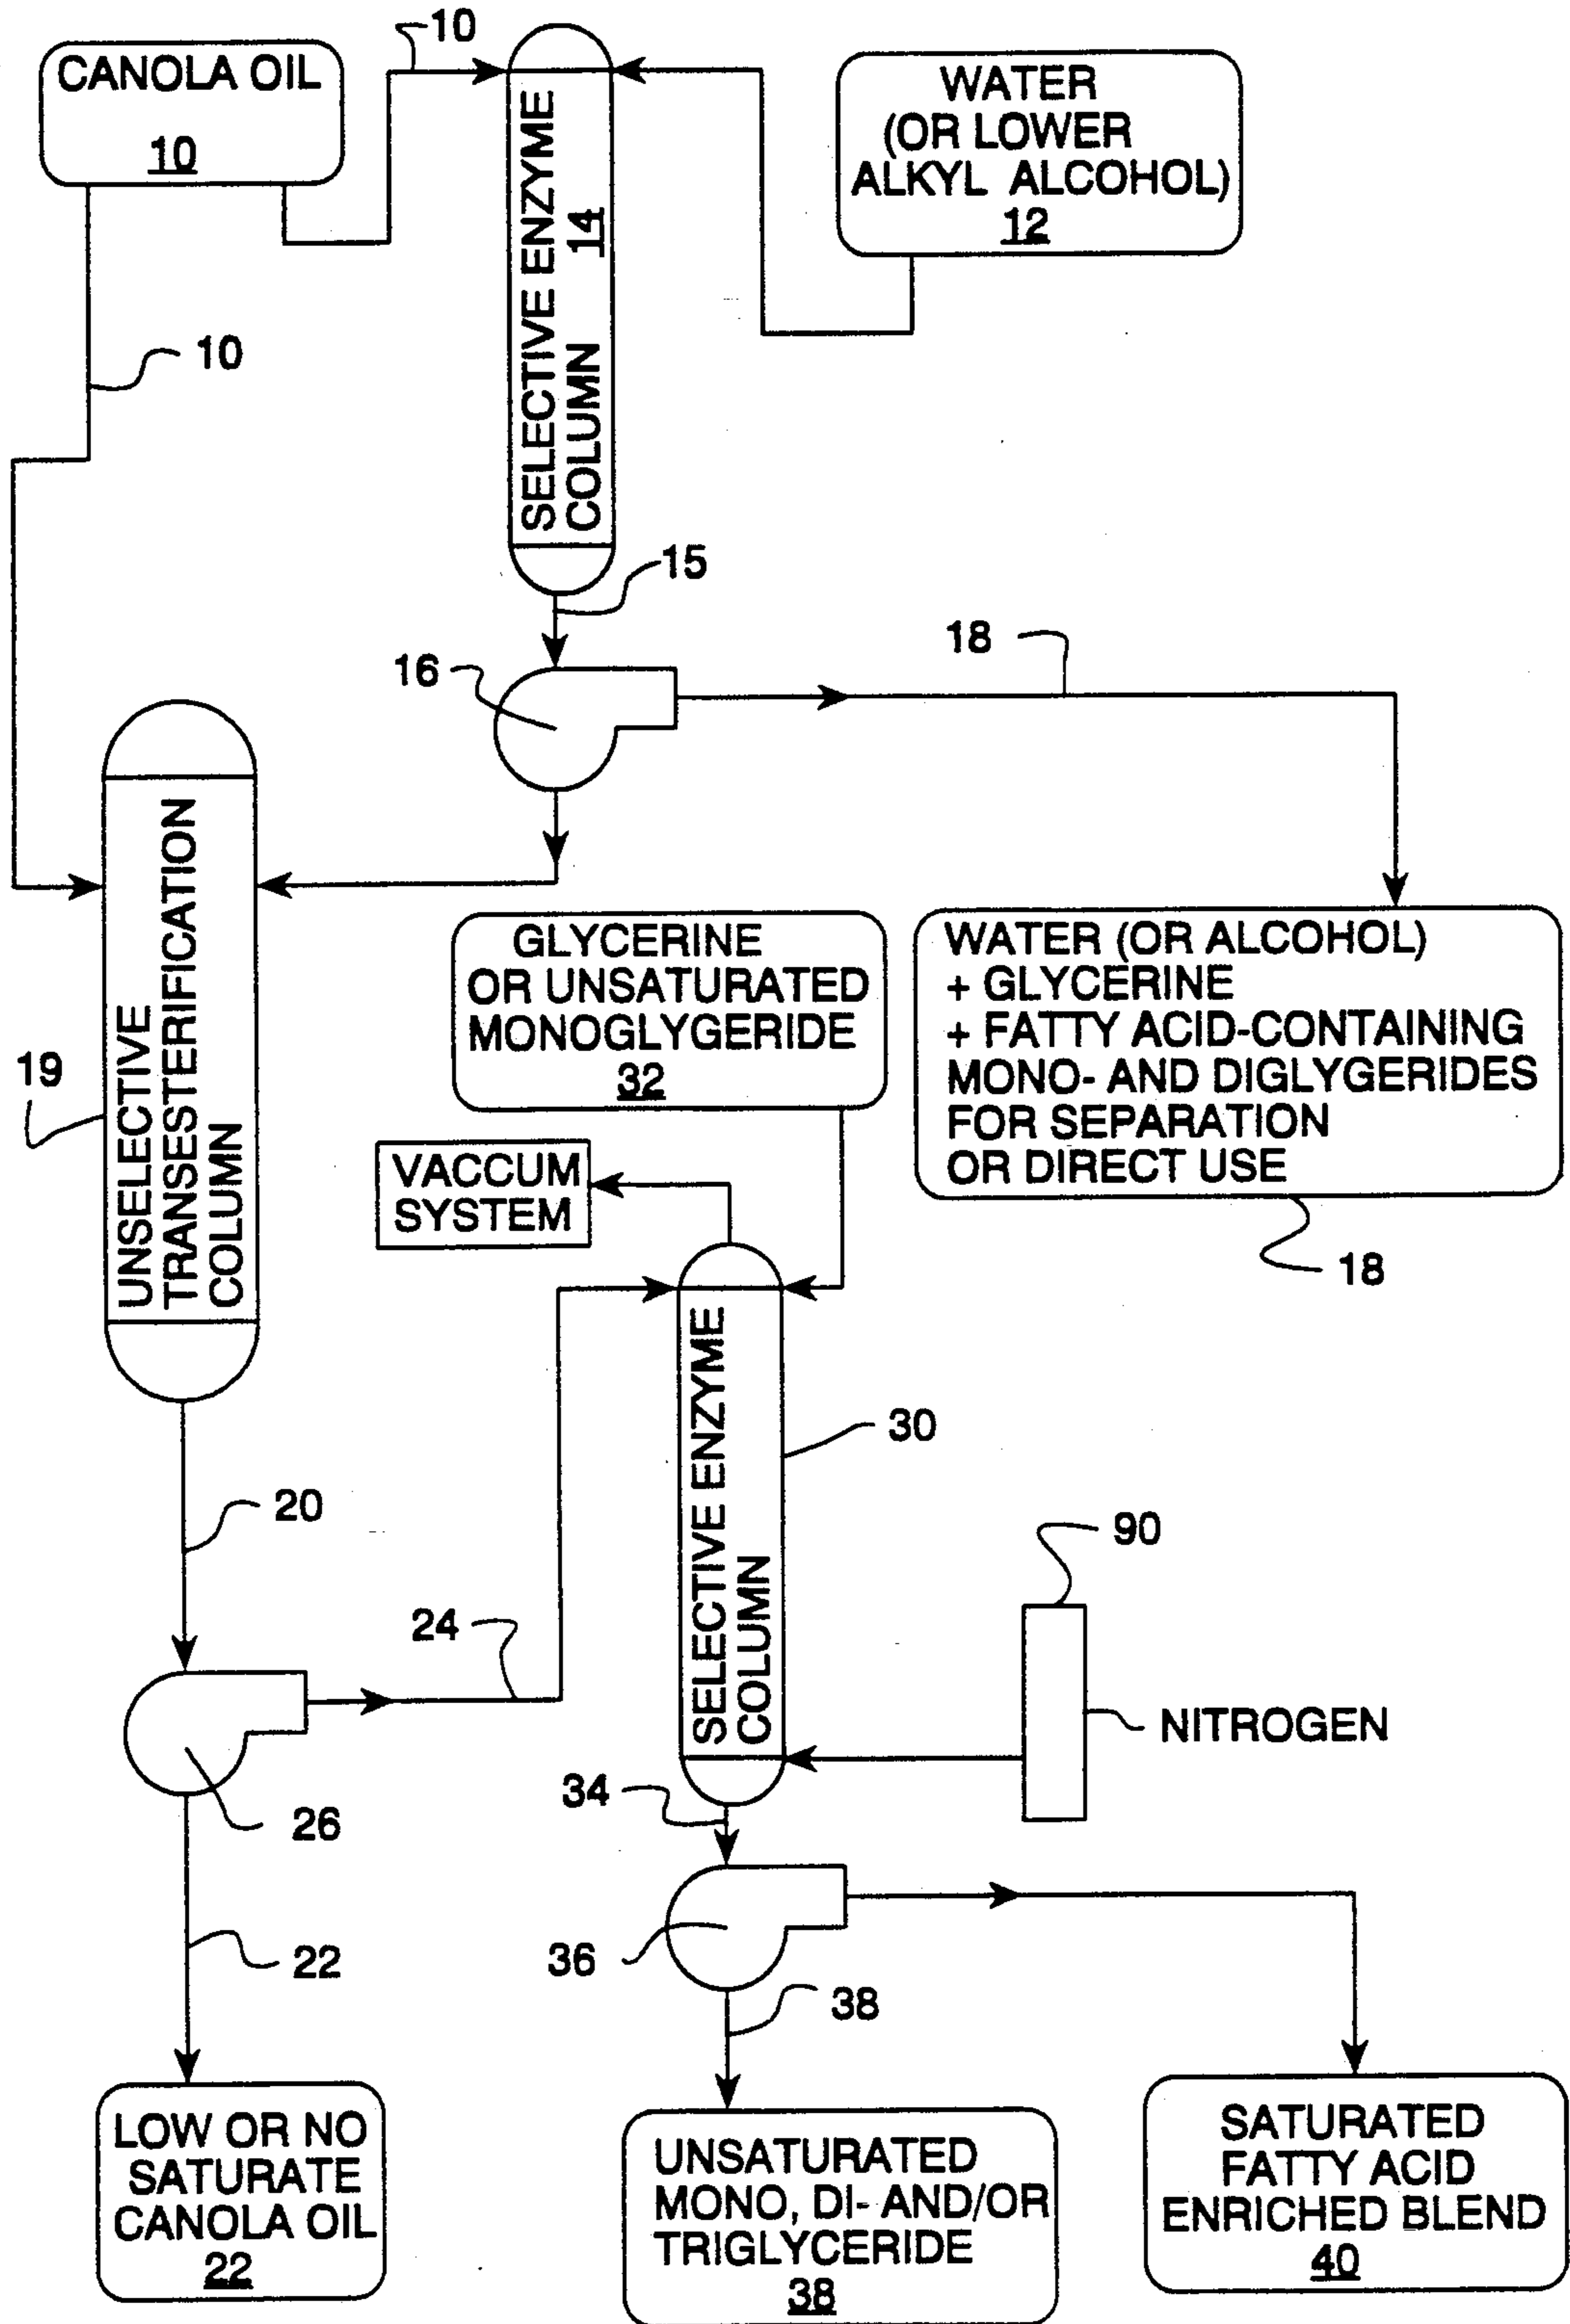 10
CANOLA OIL
10
WATER
(OR LOWER
ALKYL ALCOHOL)
12
SELECTIVE ENZYME
COLUMN 14
10
15
16
18
UNSELECTIVE
TRANSESTERIFICATION
COLUMN
19
GLYCERINE
OR UNSATURATED
MONOGLYGERIDE
32
WATER (OR ALCOHOL)
+ GLYCERINE
+ FATTY ACID-CONTAINING
MONO- AND DIGLYGERIDES
FOR SEPARATION
OR DIRECT USE
18
VACCUM
SYSTEM
SELECTIVE ENZYME
COLUMN
30
20
90
24
NITROGEN
34
26
36
22
38
LOW OR NO
SATURATE
CANOLA OIL
22
UNSATURATED
MONO, DI- AND/OR
TRIGLYCERIDE
38
SATURATED
FATTY ACID
ENRICHED BLEND
40